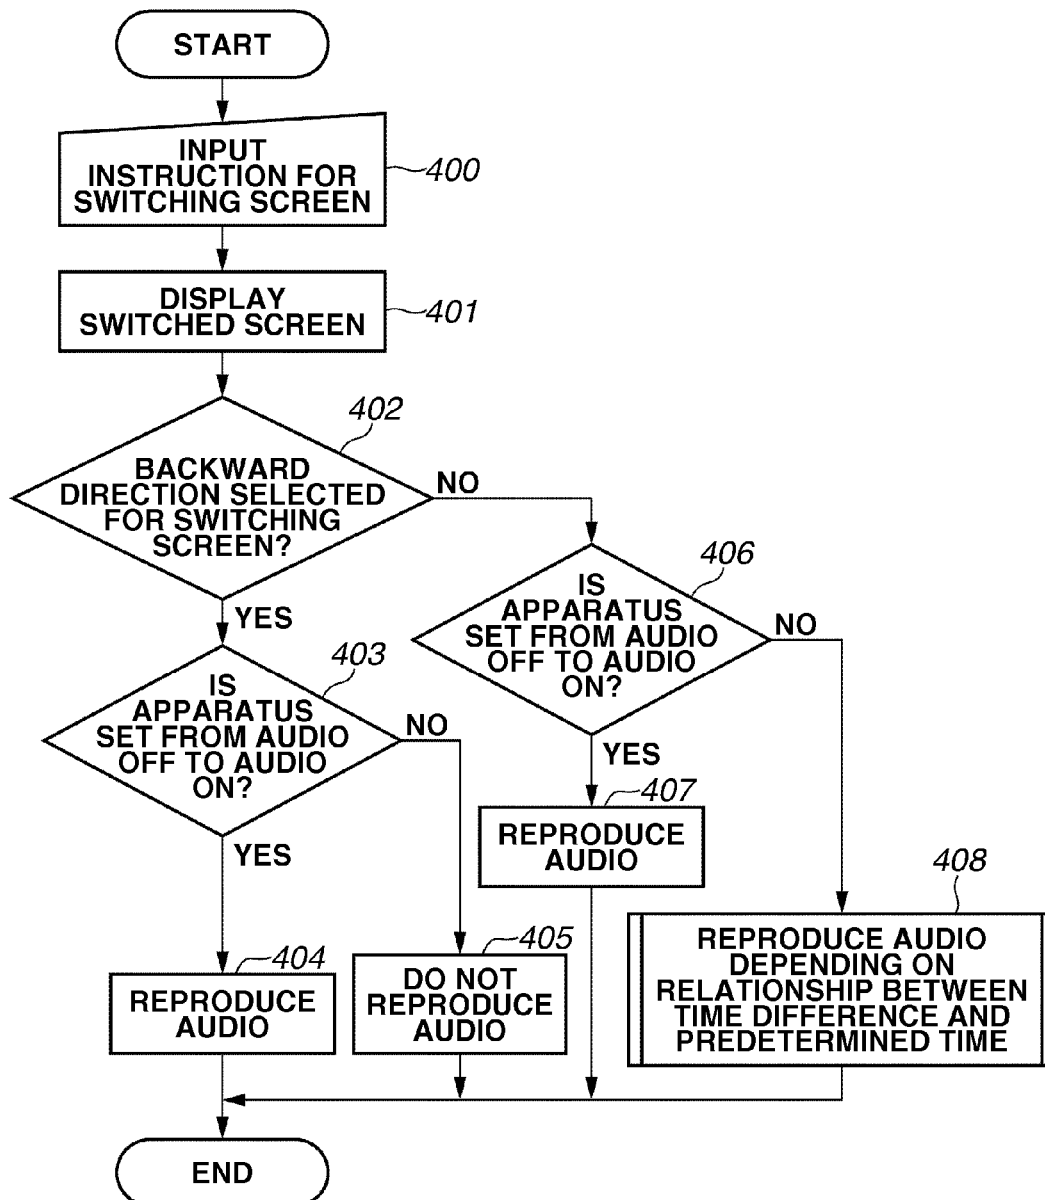 START
INPUT
INSTRUCTION FOR
SWITCHING SCREEN
400
DISPLAY
SWITCHED SCREEN
401
402
BACKWARD
DIRECTION SELECTED
FOR SWITCHING
SCREEN?
NO
YES
406
IS
APPARATUS
SET FROM AUDIO
OFF TO AUDIO
ON?
NO
YES
403
IS
APPARATUS
SET FROM AUDIO
OFF TO AUDIO
ON?
NO
YES
407
REPRODUCE
AUDIO
408
REPRODUCE AUDIO
DEPENDING ON
RELATIONSHIP BETWEEN
TIME DIFFERENCE AND
PREDETERMINED TIME
404
REPRODUCE
AUDIO
405
DO NOT
REPRODUCE
AUDIO
END